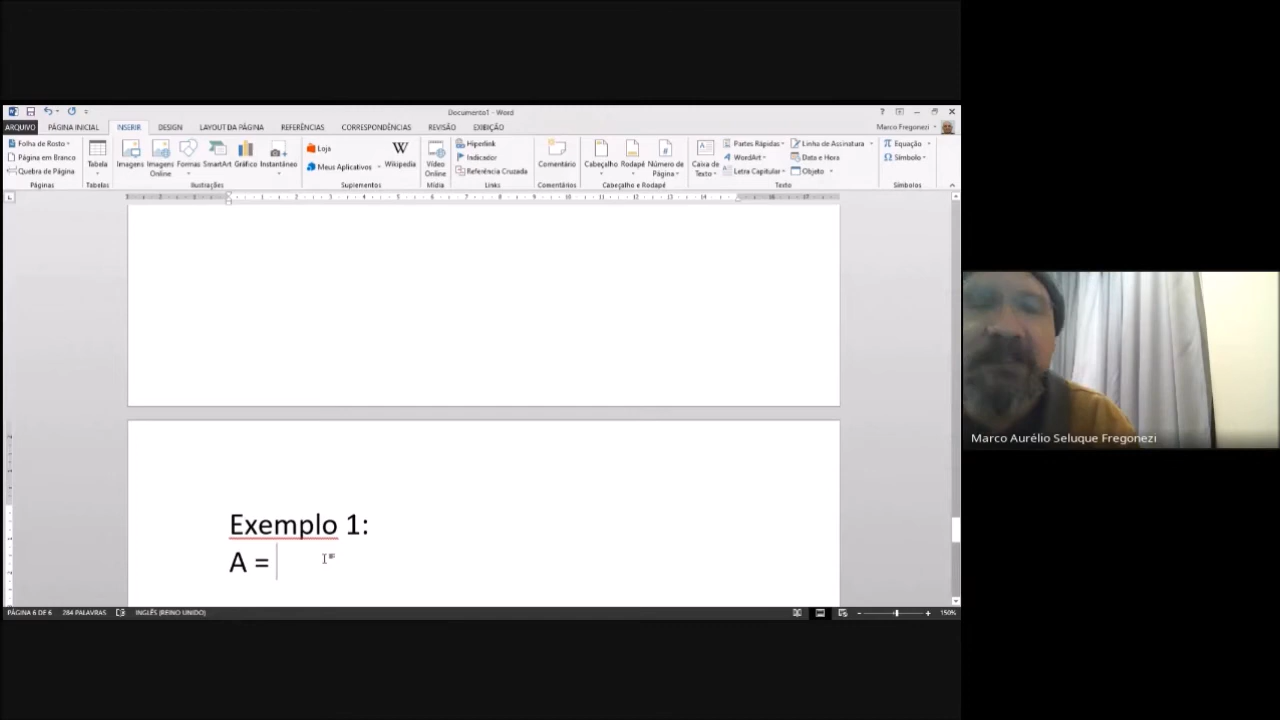 Documento1 - Word
ARQUIVO PÁGINA INICIAL INSERIR DESIGN LAYOUT DA PÁGINA REFERÊNCIAS CORRESPONDÊNCIAS REVISÃO EXIBIÇÃO Marco Fregonezi
Folha de Rosto
Página em Branco
Quebra de Página
Páginas
Tabela
Tabelas
Imagens
Imagens Online
Formas
SmartArt
Gráfico
Instantâneo
Ilustrações
Loja
Meus Aplicativos
Wikipedia
Suplementos
Vídeo Online
Mídia
Hiperlink
Indicador
Referência Cruzada
Links
Comentário
Comentários
Cabeçalho
Rodapé
Número de Página
Cabeçalho e Rodapé
Caixa de Texto
Partes Rápidas
WordArt
Letra Capitular
Linha de Assinatura
Data e Hora
Objeto
Texto
Equação
Símbolo
Símbolos
Exemplo 1:
A =
PÁGINA 6 DE 6 284 PALAVRAS INGLÊS (REINO UNIDO) 150%
Marco Aurélio Seluque Fregonezi